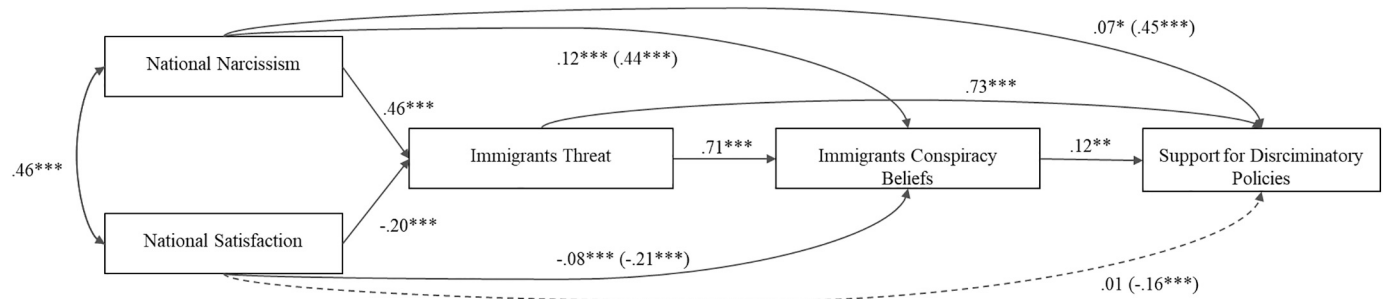 .07* (.45***)
National Narcissism
.12*** (.44***)
.73***
.46***
Immigrants Threat
.71***
Immigrants Conspiracy
Beliefs
.12**
Support for Disrciminatory
Policies
.46***
National Satisfaction
-.20***
-.08*** (-.21***)
.01 (-.16***)